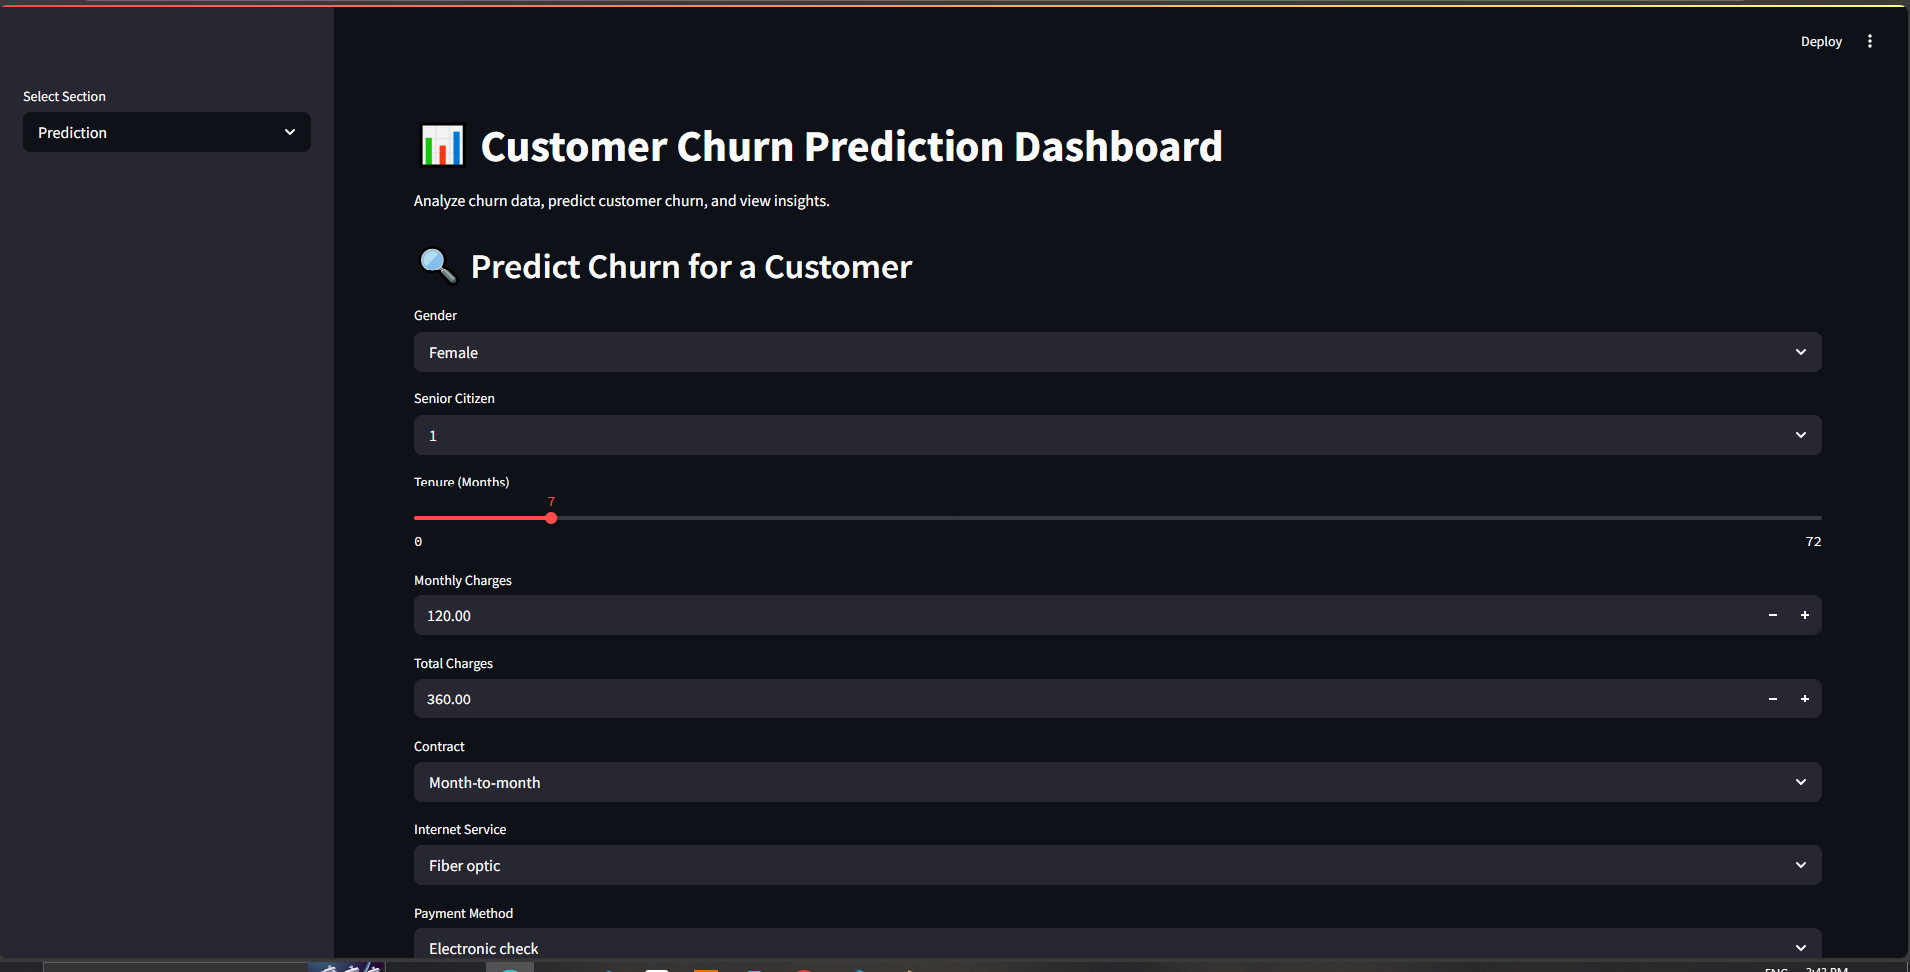 Deploy
Select Section
Prediction
Customer Churn Prediction Dashboard
Analyze churn data, predict customer churn, and view insights.
Predict Churn for a Customer
Gender
Female
Senior Citizen
1
Tenure (Months)
7
0 72
Monthly Charges
120.00
Total Charges
360.00
Contract
Month-to-month
Internet Service
Fiber optic
Payment Method
Electronic check